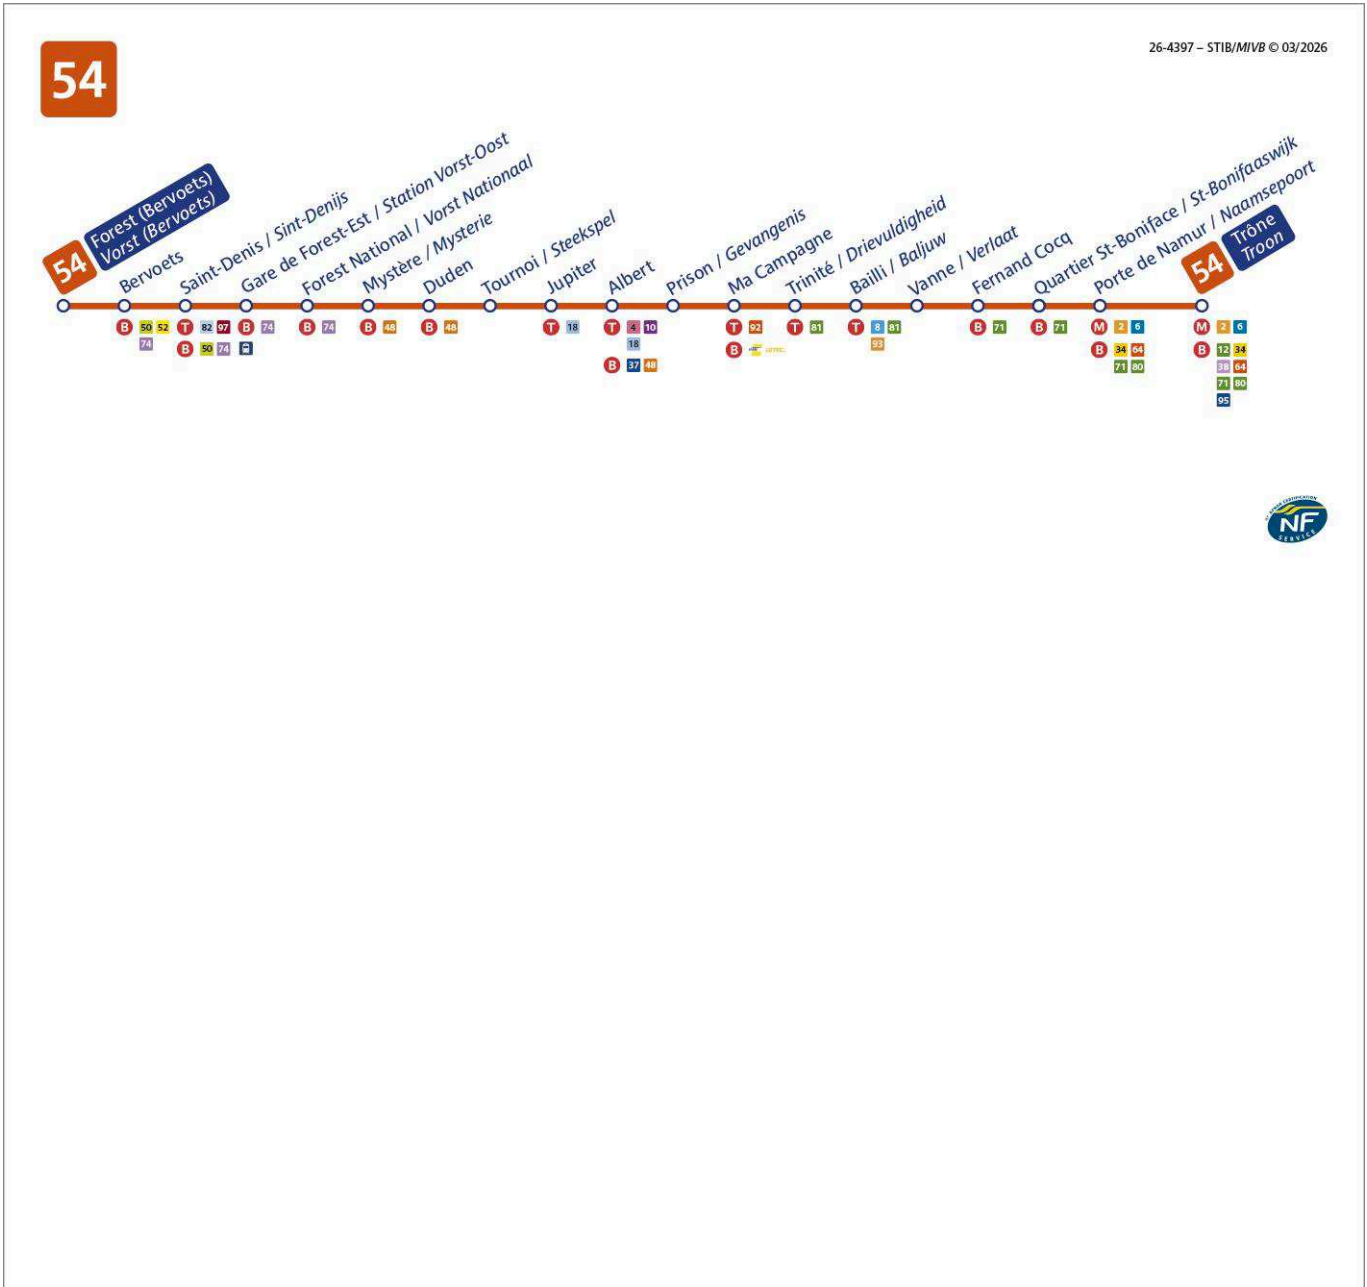 54
26-4397 – STIB/MIVB © 03/2026
54
Forest (Bervoets)
Vorst (Bervoets)
Bervoets
Saint-Denis / Sint-Denijs
Gare de Forest-Est / Station Vorst-Oost
Forest National / Vorst Nationaal
Mystère / Mysterie
Duden
Tournoi / Steekspel
Jupiter
Albert
Prison / Gevangenis
Ma Campagne
Trinité / Drievuldigheid
Bailli / Baljuw
Vanne / Verlaat
Fernand Cocq
Quartier St-Boniface / St-Bonifaaswijk
Porte de Namur / Naamsepoort
54
Trône
Troon
B 50 52
74
T 82 97
B 50 74
B 74
B 74
B 48
B 48
T 18
T 4 10
18
B 37 48
T 92
B
T 81
T 8 81
93
B 71
B 71
M 2 6
B 34 64
71 80
M 2 6
B 12 34
38 64
71 80
95
NF
SERVICE